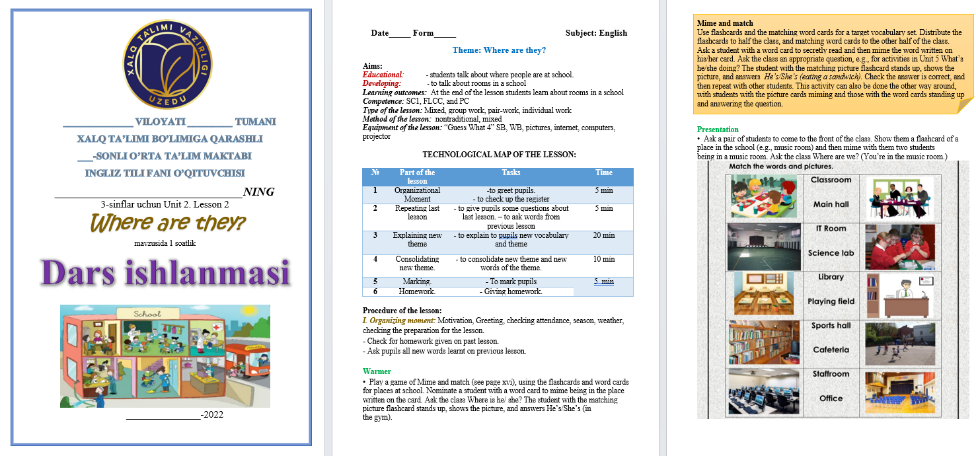 XALQ TA'LIMI VAZIRLIGI
UZEDU
______________ VILOYATI _________ TUMANI
XALQ TA'LIMI BO'LIMIGA QARASHLI
___-SONLI O'RTA TA'LIM MAKTABI
INGLIZ TILI FANI O'QITUVCHISI
______________________________NING
3-sinflar uchun Unit 2. Lesson 2
Where are they?
mavzusida 1 soatlik
Dars ishlanmasi
School
_______________-2022
Date_____ Form_____ Subject: English
Theme: Where are they?
Aims:
Educational: - students talk about where people are at school.
Developing: - to talk about rooms in a school
Learning outcomes: At the end of the lesson students learn about rooms in a school
Competence: SC1, FLCC, and PC
Type of the lesson: Mixed, group work, pair-work, individual work
Method of the lesson: nontraditional, mixed
Equipment of the lesson: "Guess What 4" SB, WB, pictures, internet, computers,
projector
TECHNOLOGICAL MAP OF THE LESSON:
№ Part of the lesson Tasks Time
1 Organizational Moment -to greet pupils. - to check up the register 5 min
2 Repeating last lesson - to give pupils some questions about last lesson. – to ask words from previous lesson 5 min
3 Explaining new theme - to explain to pupils new vocabulary and theme 20 min
4 Consolidating new theme. - to consolidate new theme and new words of the theme. 10 min
5 Marking. - To mark pupils 5 min
6 Homework. - Giving homework.
Procedure of the lesson:
I. Organizing moment: Motivation, Greeting, checking attendance, season, weather,
checking the preparation for the lesson.
- Check for homework given on past lesson.
- Ask pupils all new words learnt on previous lesson.
Warmer
• Play a game of Mime and match (see page xvi), using the flashcards and word cards
for places at school. Nominate a student with a word card to mime being in the place
written on the card. Ask the class Where is he/ she? The student with the matching
picture flashcard stands up, shows the picture, and answers He's/She's (in
the gym).
Mime and match
Use flashcards and the matching word cards for a target vocabulary set. Distribute the
flashcards to half the class, and matching word cards to the other half of the class.
Ask a student with a word card to secretly read and then mime the word written on
his/her card. Ask the class an appropriate question, e.g., for activities in Unit 5 What's
he/she doing? The student with the matching picture flashcard stands up, shows the
picture, and answers He's/She's (eating a sandwich). Check the answer is correct, and
then repeat with other students. This activity can also be done the other way around,
with students with the picture cards miming and those with the word cards standing up
and answering the question.
Presentation
• Ask a pair of students to come to the front of the class. Show them a flashcard of a
place in the school (e.g., music room) and then mime with them two students
being in a music room. Ask the class Where are we? (You're in the music room.)
Match the words and pictures.
Classroom
Main hall
IT Room
Science lab
Library
Playing field
Sports hall
Cafeteria
Staffroom
Office